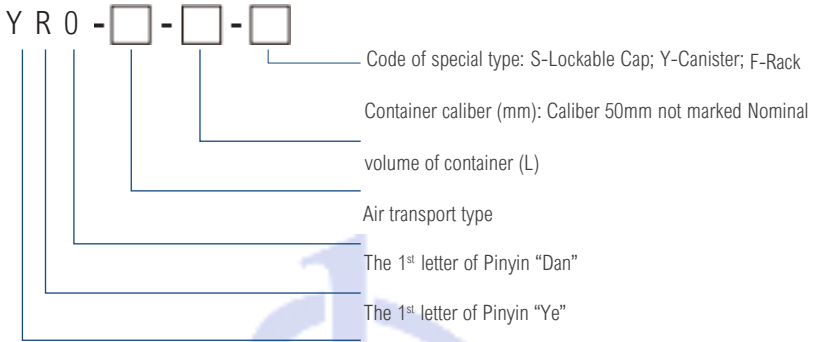 Y R 0 - □ - □ - □
Code of special type: S-Lockable Cap; Y-Canister; F-Rack
Container caliber (mm): Caliber 50mm not marked Nominal
volume of container (L)
Air transport type
The 1st letter of Pinyin “Dan”
The 1st letter of Pinyin “Ye”